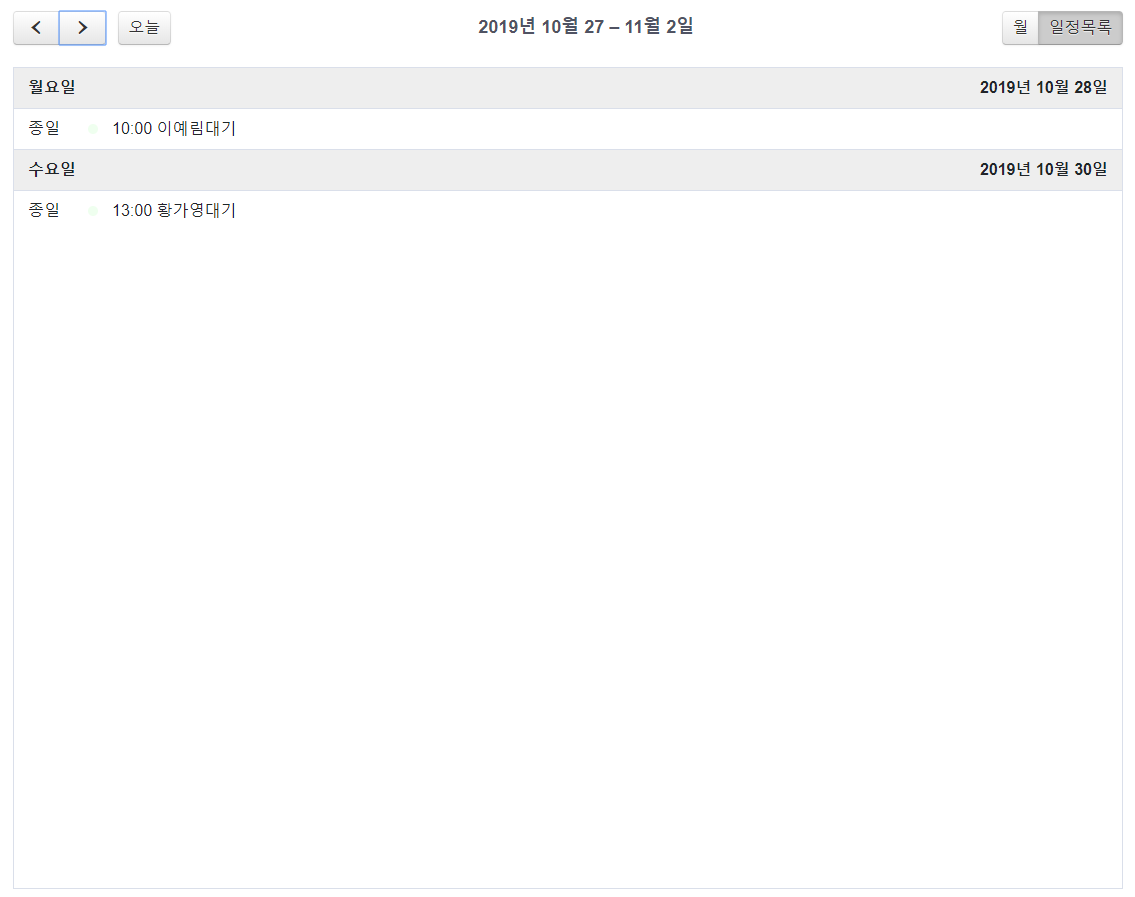 오늘 2019년 10월 27 – 11월 2일 월 일정목록
월요일 2019년 10월 28일
종일 10:00 이예림대기
수요일 2019년 10월 30일
종일 13:00 황가영대기